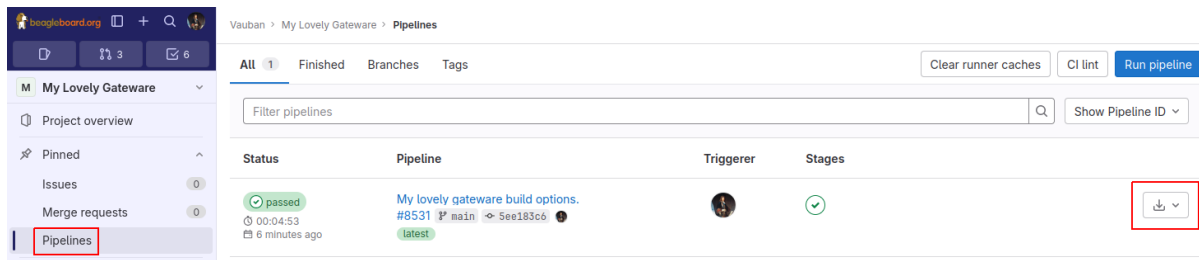 beagleboard.org
3
6
M My Lovely Gateware
Project overview
Pinned
Issues 0
Merge requests 0
Pipelines
Vauban > My Lovely Gateware > Pipelines
All 1 Finished Branches Tags
Clear runner caches CI lint Run pipeline
Filter pipelines
Show Pipeline ID
Status Pipeline Triggerer Stages
passed
00:04:53
6 minutes ago
My lovely gateware build options.
#8531 main 5ee183c6
latest